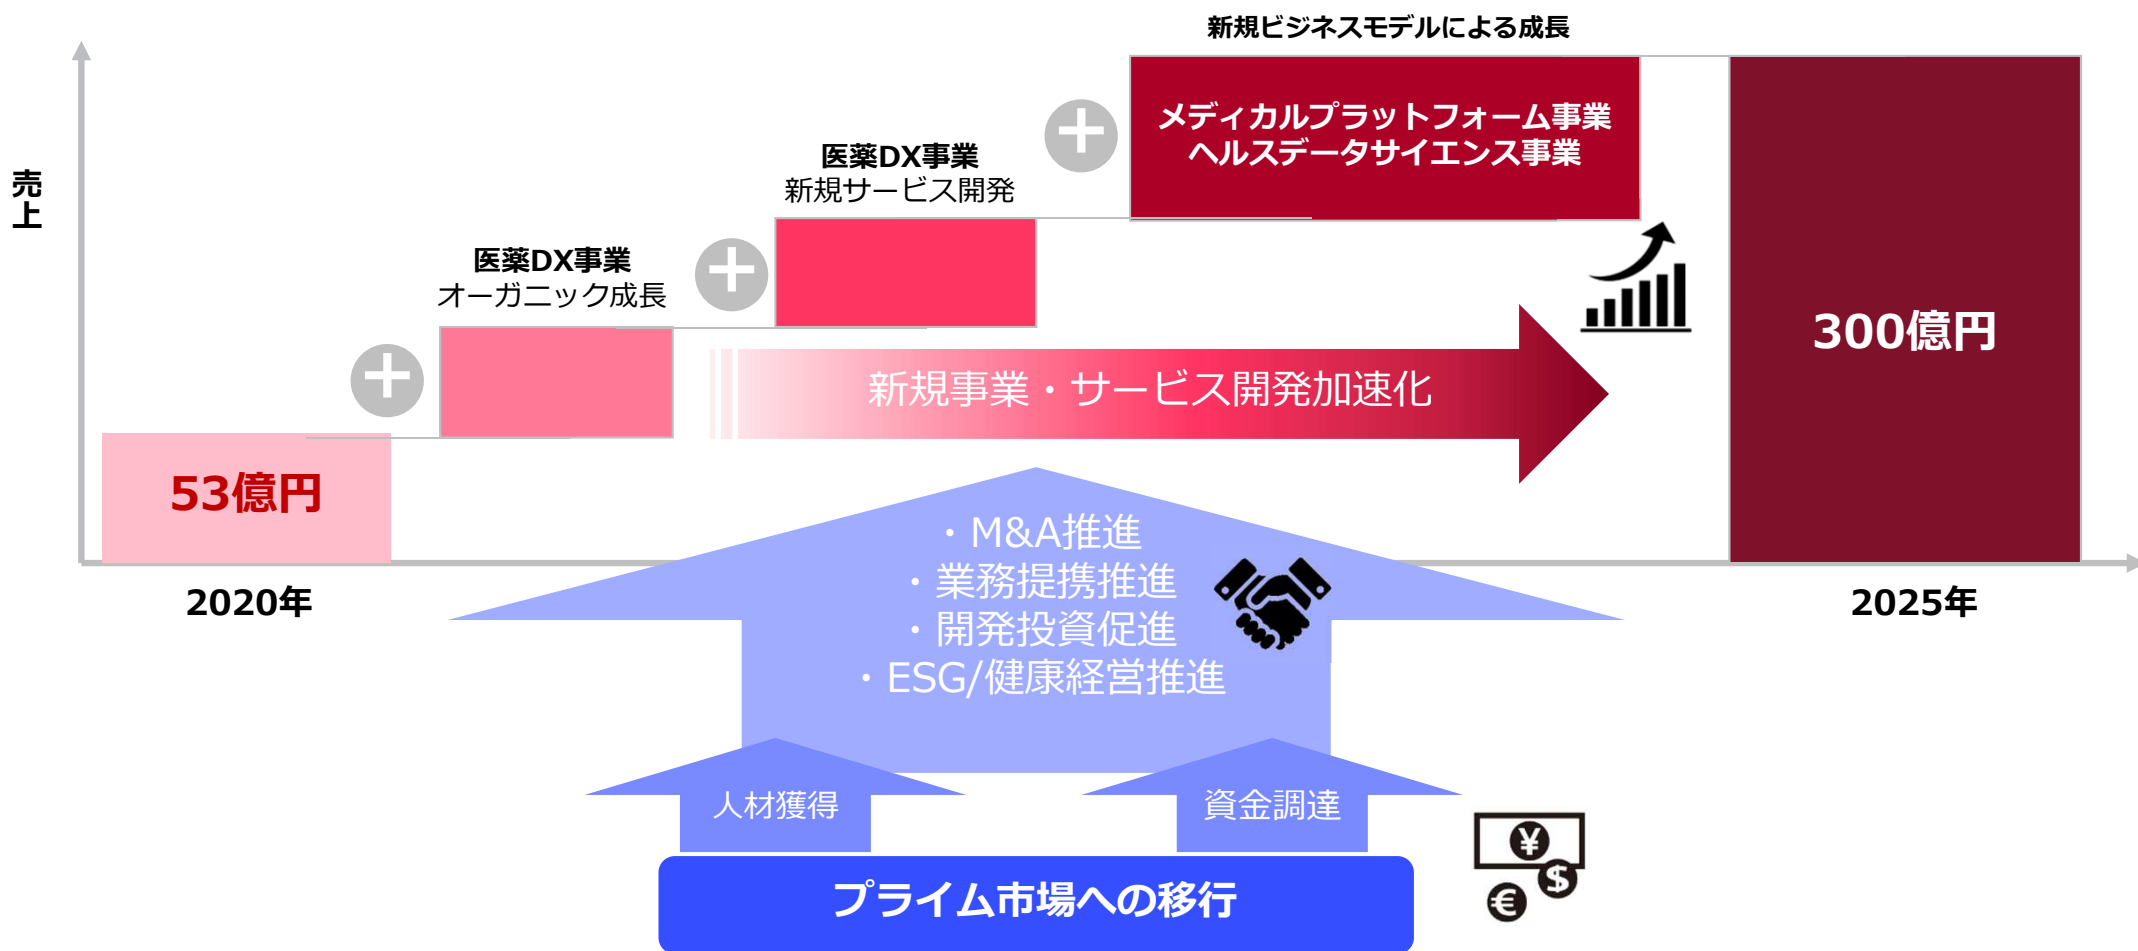 新規ビジネスモデルによる成長
メディカルプラットフォーム事業
ヘルスデータサイエンス事業
医薬DX事業
新規サービス開発
売上
医薬DX事業
オーガニック成長
300億円
新規事業・サービス開発加速化
53億円
・M&A推進
・業務提携推進
・開発投資促進
・ESG/健康経営推進
2020年
2025年
人材獲得
資金調達
¥
$
€
プライム市場への移行